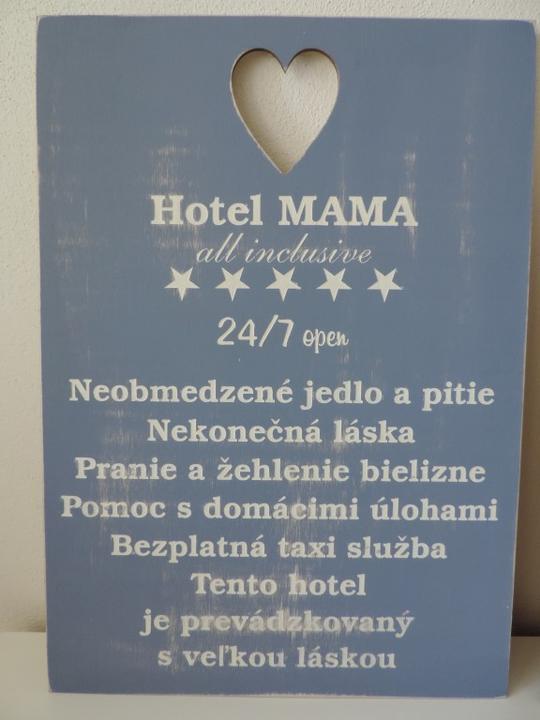 Hotel MAMA
all inclusive
24/7 open
Neobmedzené jedlo a pitie
Nekonečná láska
Pranie a žehlenie bielizne
Pomoc s domácimi úlohami
Bezplatná taxi služba
Tento hotel
je prevádzkovaný
s veľkou láskou